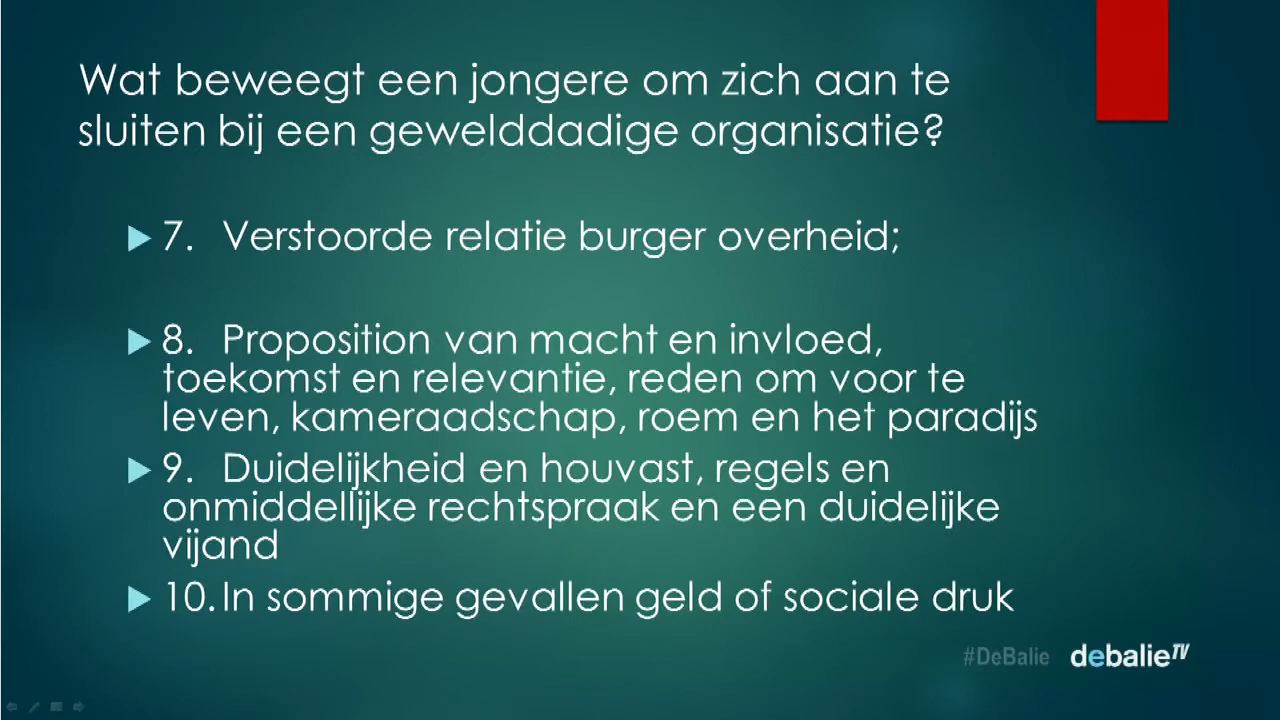 Wat beweegt een jongere om zich aan te
sluiten bij een gewelddadige organisatie?
7. Verstoorde relatie burger overheid;
8. Proposition van macht en invloed,
toekomst en relevantie, reden om voor te
leven, kameraadschap, roem en het paradijs
9. Duidelijkheid en houvast, regels en
onmiddellijke rechtspraak en een duidelijke
vijand
10. In sommige gevallen geld of sociale druk
#DeBalie debalieTV